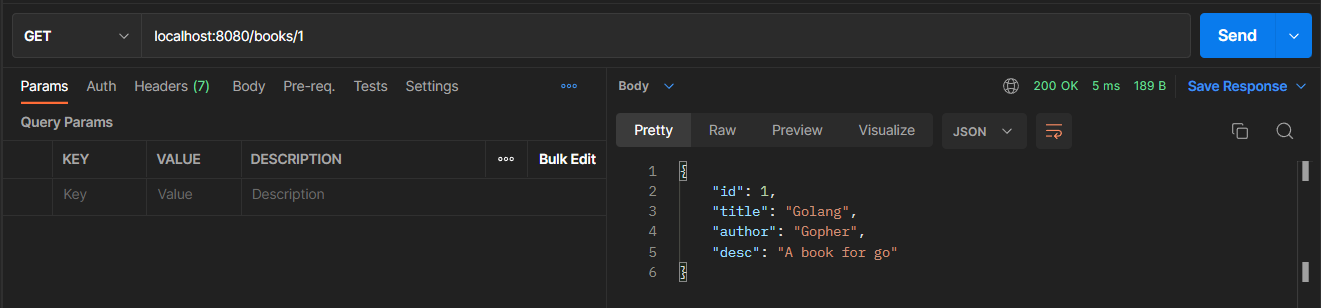 GET localhost:8080/books/1 Send
Params Auth Headers (7) Body Pre-req. Tests Settings
Query Params
KEY VALUE DESCRIPTION Bulk Edit
Key Value Description
Body 200 OK 5 ms 189 B Save Response
Pretty Raw Preview Visualize JSON
1 {
2 "id": 1,
3 "title": "Golang",
4 "author": "Gopher",
5 "desc": "A book for go"
6 }